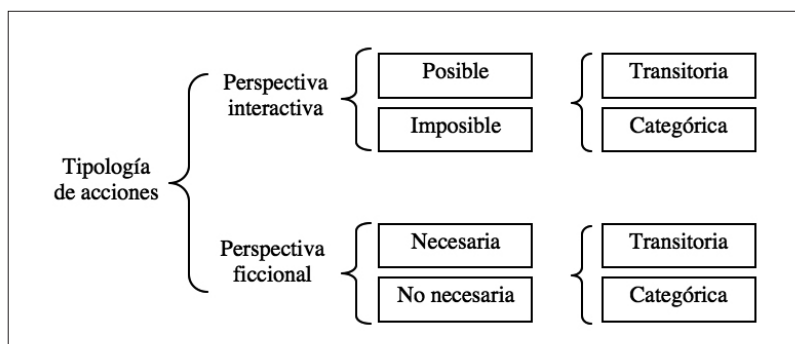 Tipología
de acciones
Perspectiva
interactiva
Posible
Imposible
Transitoria
Categórica
Perspectiva
ficcional
Necesaria
No necesaria
Transitoria
Categórica